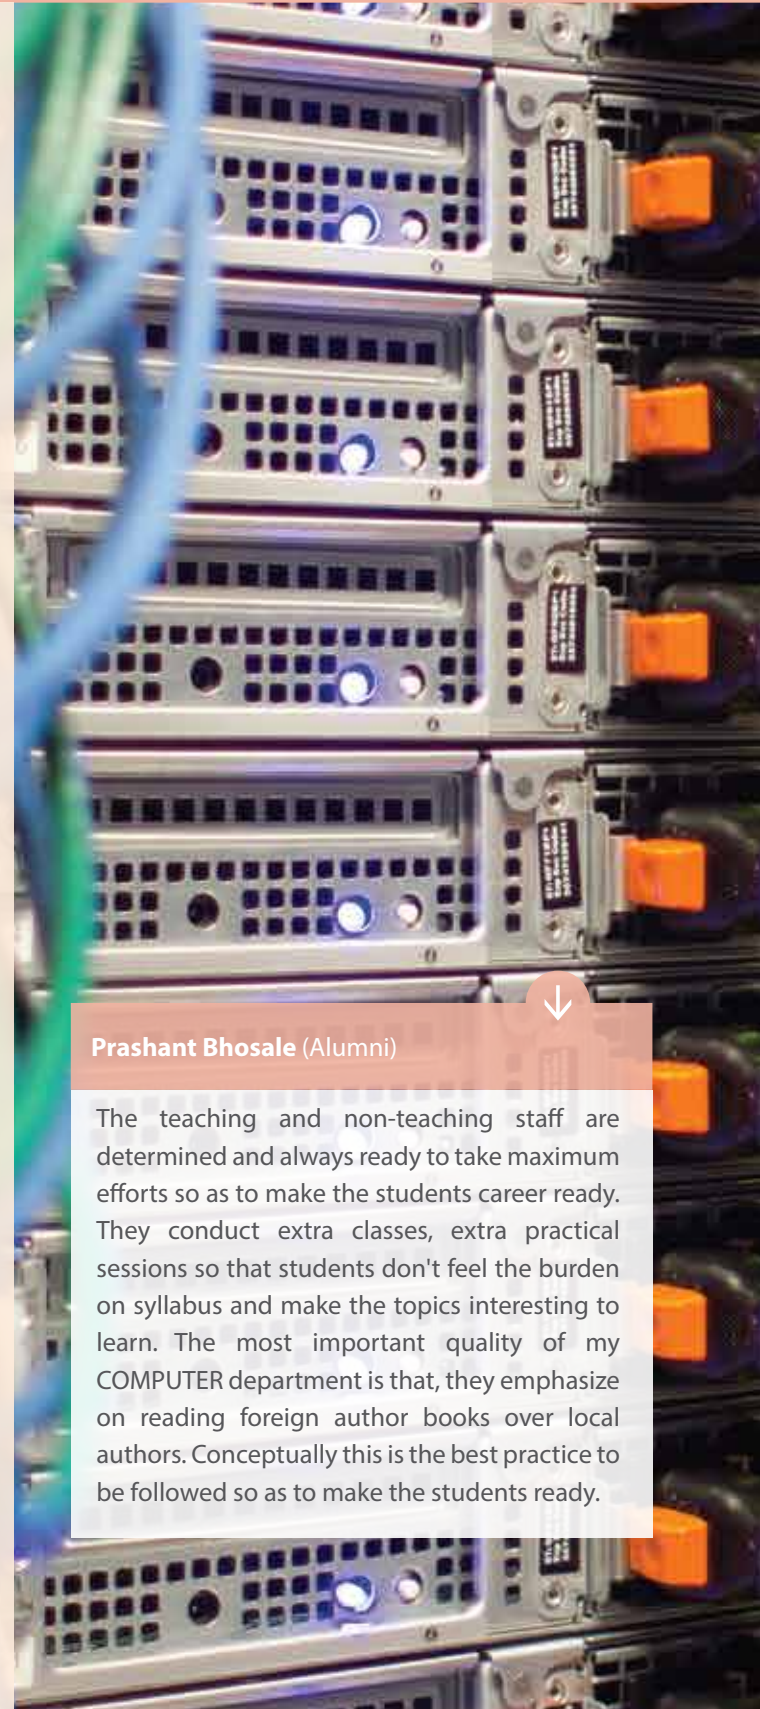 Prashant Bhosale (Alumni)
The teaching and non-teaching staff are
determined and always ready to take maximum
efforts so as to make the students career ready.
They conduct extra classes, extra practical
sessions so that students don't feel the burden
on syllabus and make the topics interesting to
learn. The most important quality of my
COMPUTER department is that, they emphasize
on reading foreign author books over local
authors. Conceptually this is the best practice to
be followed so as to make the students ready.